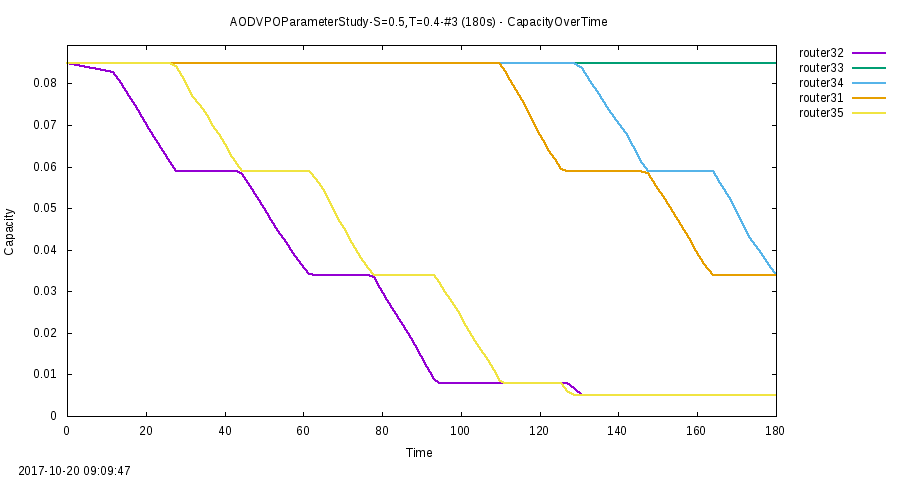 AODVPOParameterStudy-S=0.5,T=0.4-#3 (180s) - CapacityOverTime
router32
router33
router34
router31
router35
0.08
0.07
0.06
0.05
0.04
0.03
0.02
0.01
0
Capacity
0 20 40 60 80 100 120 140 160 180
Time
2017-10-20 09:09:47